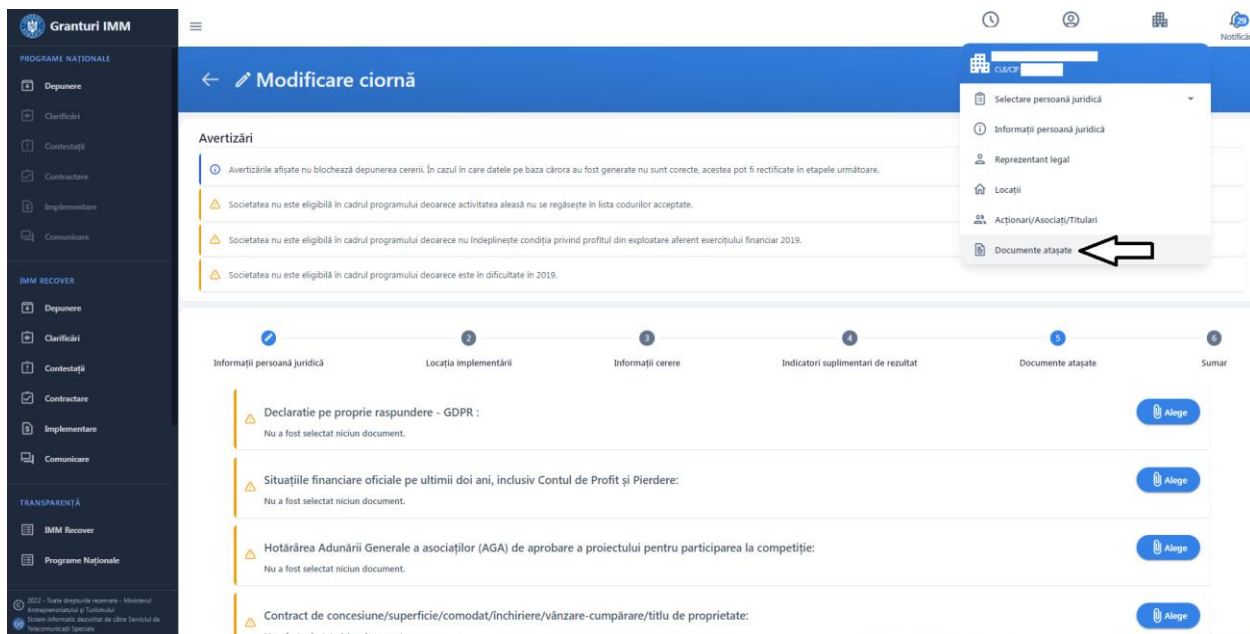 Granturi IMM
29
Notificăr
PROGRAME NAȚIONALE
Depunere
Clarificări
Contestații
Contractare
Implementare
Comunicare
IMM RECOVER
Depunere
Clarificări
Contestații
Contractare
Implementare
Comunicare
TRANSPARENȚĂ
IMM Recover
Programe Naționale
2022 - Toate drepturile rezervate - Ministerul
Antreprenoriatului și Turismului
Sistem informatic dezvoltat de către Serviciul de
Telecomunicații Speciale
Modificare ciornă
CUI/CIF:
Selectare persoană juridică
Informații persoană juridică
Reprezentant legal
Locații
Acționari/Asociați/Titulari
Documente atașate
Avertizări
Avertizările afișate nu blochează depunerea cererii. În cazul în care datele pe baza cărora au fost generate nu sunt corecte, acestea pot fi rectificate în etapele următoare.
Societatea nu este eligibilă în cadrul programului deoarece activitatea aleasă nu se regăsește în lista codurilor acceptate.
Societatea nu este eligibilă în cadrul programului deoarece nu îndeplinește condiția privind profitul din exploatare aferent exercițiului financiar 2019.
Societatea nu este eligibilă în cadrul programului deoarece este în dificultate în 2019.
2 3 4 5 6
Informații persoană juridică Locația implementării Informații cerere Indicatori suplimentari de rezultat Documente atașate Sumar
Declaratie pe proprie raspundere - GDPR :
Nu a fost selectat niciun document.
Alege
Situațiile financiare oficiale pe ultimii doi ani, inclusiv Contul de Profit și Pierdere:
Nu a fost selectat niciun document.
Alege
Hotărârea Adunării Generale a asociaților (AGA) de aprobare a proiectului pentru participarea la competiție:
Nu a fost selectat niciun document.
Alege
Contract de concesiune/superficie/comodat/închiriere/vânzare-cumpărare/titlu de proprietate:
Alege